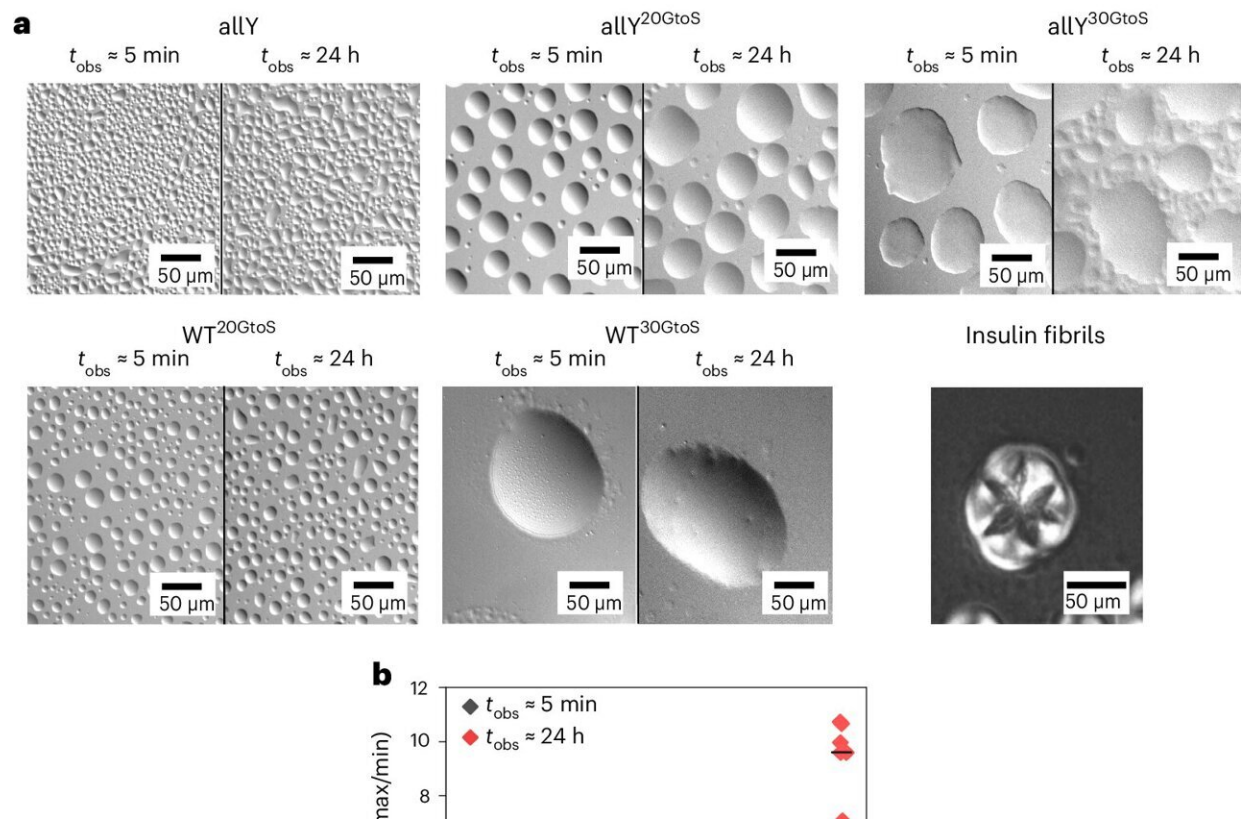 a
allY
t_obs ≈ 5 min t_obs ≈ 24 h
50 µm 50 µm
allY^20GtoS
t_obs ≈ 5 min t_obs ≈ 24 h
50 µm 50 µm
allY^30GtoS
t_obs ≈ 5 min t_obs ≈ 24 h
50 µm 50 µm
WT^20GtoS
t_obs ≈ 5 min t_obs ≈ 24 h
50 µm 50 µm
WT^30GtoS
t_obs ≈ 5 min t_obs ≈ 24 h
50 µm 50 µm
Insulin fibrils
50 µm
b
12
t_obs ≈ 5 min
t_obs ≈ 24 h
10
8
max/min)